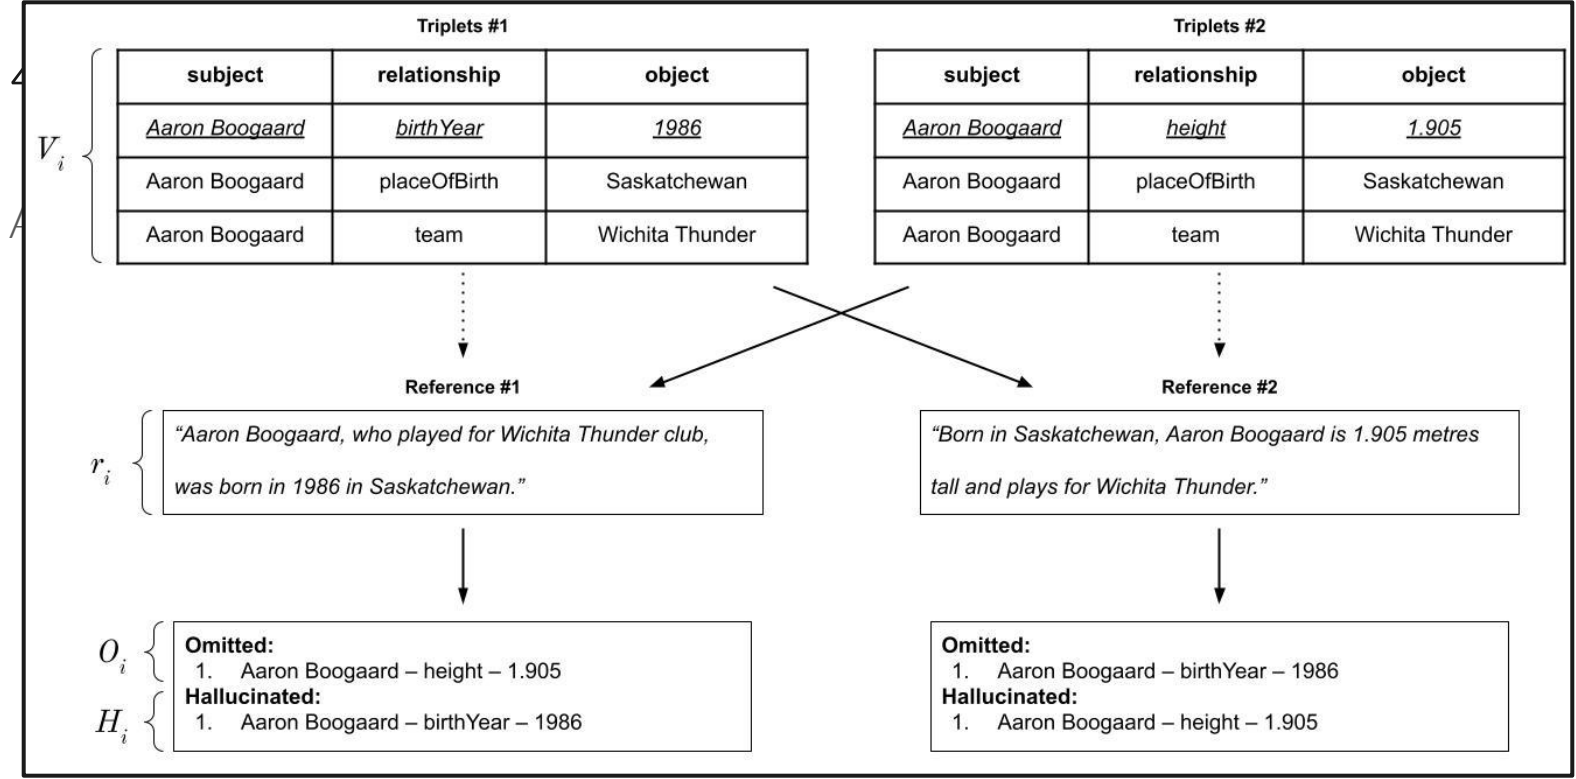 Triplets #1
Triplets #2
subject relationship object
subject relationship object
Aaron Boogaard birthYear 1986
Aaron Boogaard height 1.905
V_i
Aaron Boogaard placeOfBirth Saskatchewan
Aaron Boogaard placeOfBirth Saskatchewan
Aaron Boogaard team Wichita Thunder
Aaron Boogaard team Wichita Thunder
Reference #1
Reference #2
r_i
“Aaron Boogaard, who played for Wichita Thunder club,
was born in 1986 in Saskatchewan.”
“Born in Saskatchewan, Aaron Boogaard is 1.905 metres
tall and plays for Wichita Thunder.”
O_i
Omitted:
1. Aaron Boogaard – height – 1.905
H_i
Hallucinated:
1. Aaron Boogaard – birthYear – 1986
Omitted:
1. Aaron Boogaard – birthYear – 1986
Hallucinated:
1. Aaron Boogaard – height – 1.905